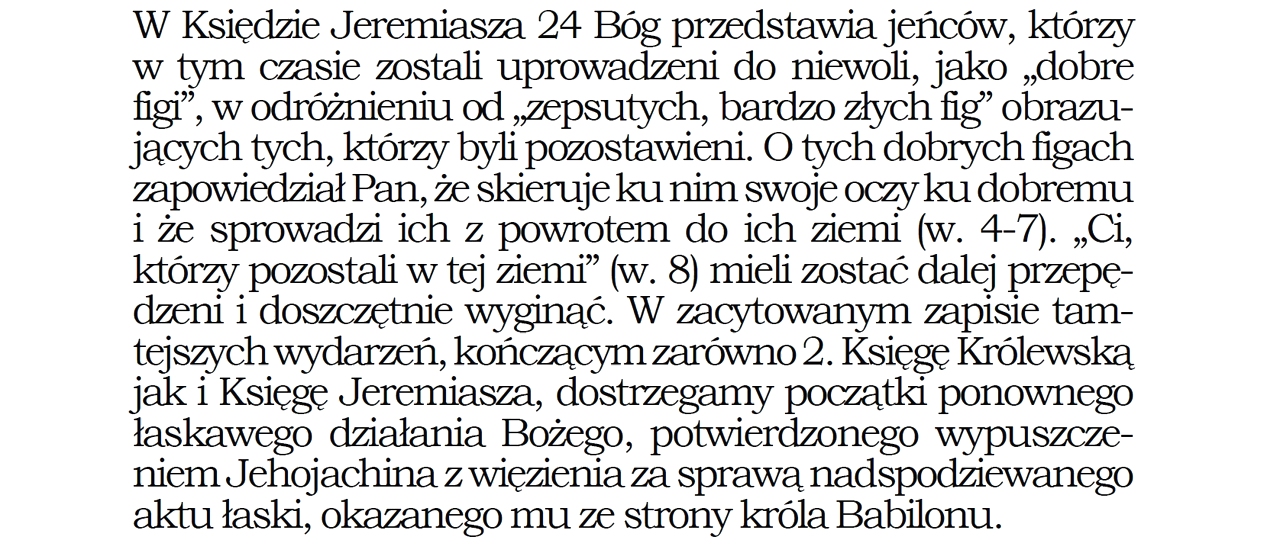 W Księdzie Jeremiasza 24 Bóg przedstawia jeńców, którzy
w tym czasie zostali uprowadzeni do niewoli, jako „dobre
figi”, w odróżnieniu od „zepsutych, bardzo złych fig” obrazu-
jących tych, którzy byli pozostawieni. O tych dobrych figach
zapowiedział Pan, że skieruje ku nim swoje oczy ku dobremu
i że sprowadzi ich z powrotem do ich ziemi (w. 4-7). „Ci,
którzy pozostali w tej ziemi” (w. 8) mieli zostać dalej przepę-
dzeni i doszczętnie wyginąć. W zacytowanym zapisie tam-
tejszych wydarzeń, kończącym zarówno 2. Księgę Królewską
jak i Księgę Jeremiasza, dostrzegamy początki ponownego
łaskawego działania Bożego, potwierdzonego wypuszcze-
niem Jehojachina z więzienia za sprawą nadspodziewanego
aktu łaski, okazanego mu ze strony króla Babilonu.